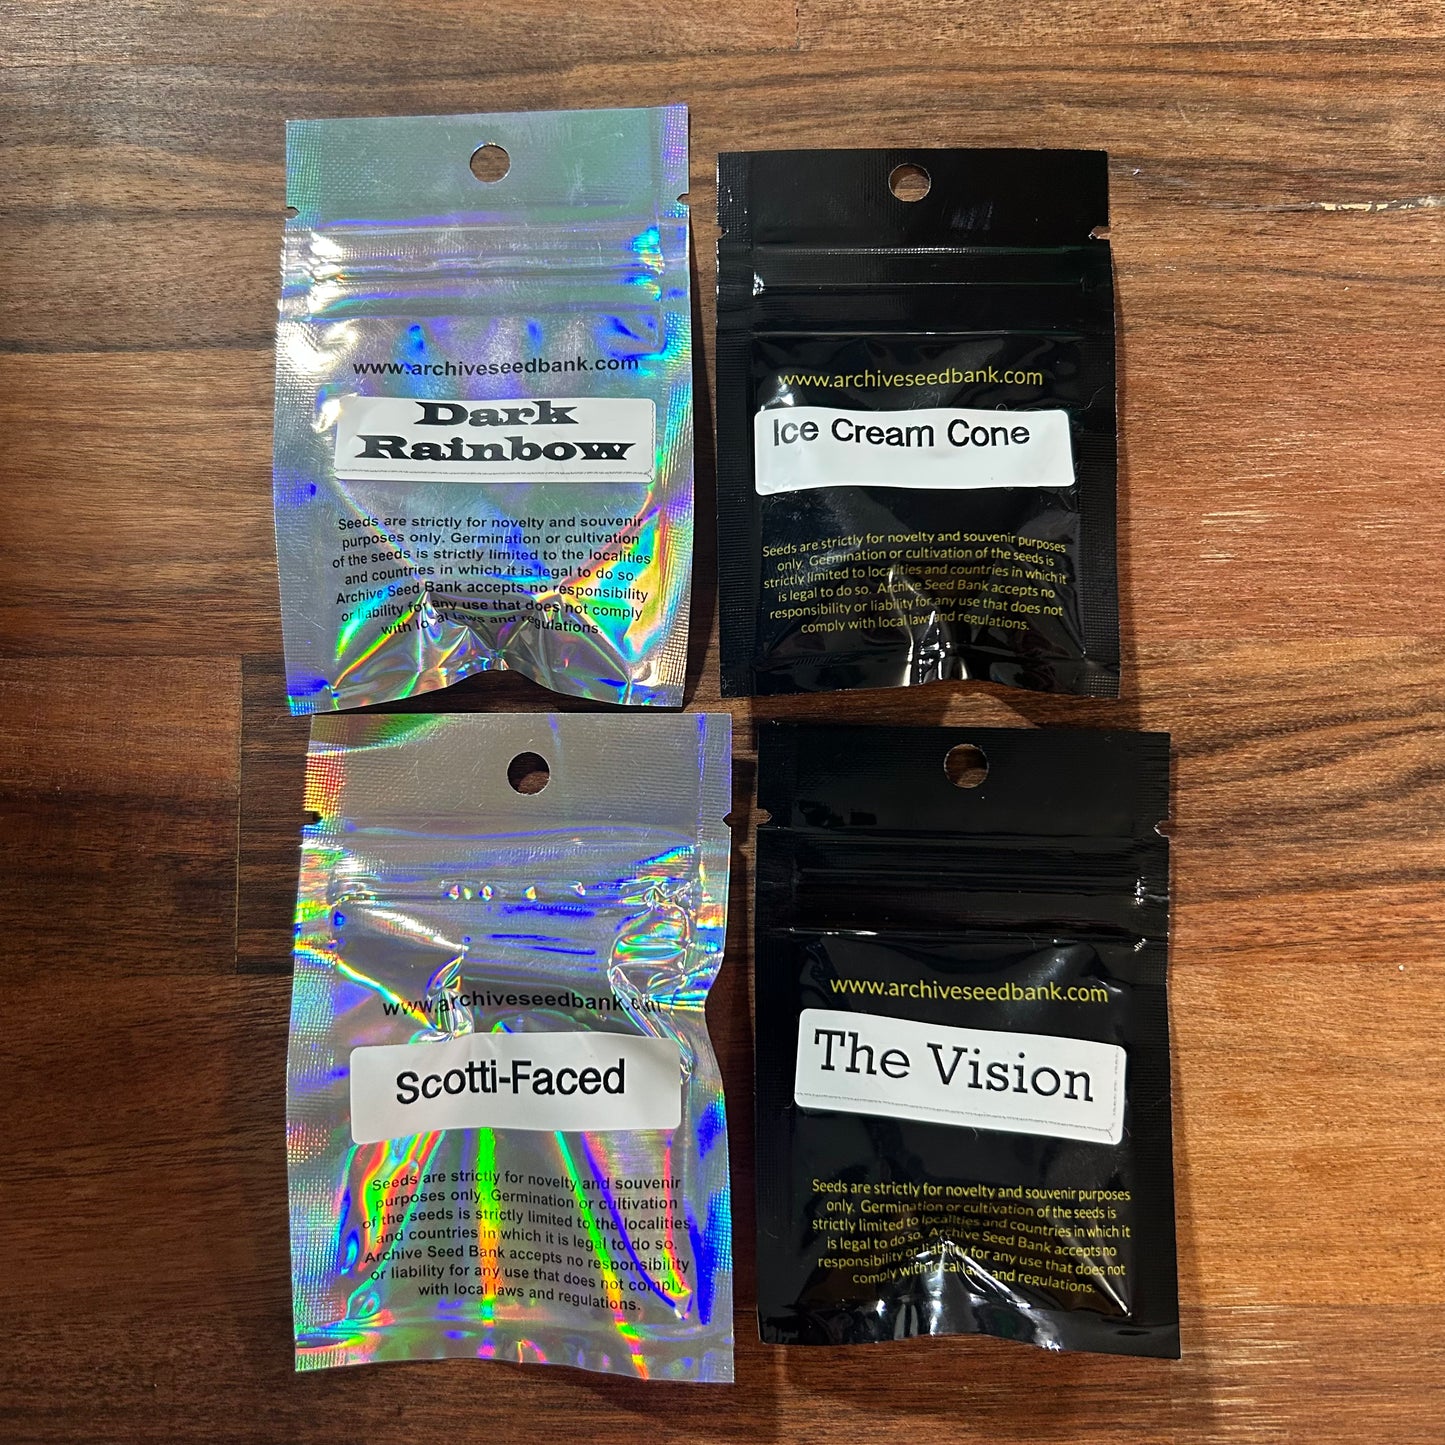 www.archiveseedbank.com
Dark
Rainbow
Seeds are strictly for novelty and souvenir
purposes only. Germination or cultivation
of the seeds is strictly limited to the localities
and countries in which it is legal to do so.
Archive Seed Bank accepts no responsibility
or liability for any use that does not comply
with local laws and regulations.
www.archiveseedbank.com
Ice Cream Cone
Seeds are strictly for novelty and souvenir purposes
only. Germination or cultivation of the seeds is
strictly limited to localities and countries in which it
is legal to do so. Archive Seed Bank accepts no
responsibility or liability for any use that does not
comply with local laws and regulations.
www.archiveseedbank.com
Scotti-Faced
Seeds are strictly for novelty and souvenir
purposes only. Germination or cultivation
of the seeds is strictly limited to the localities
and countries in which it is legal to do so.
Archive Seed Bank accepts no responsibility
or liability for any use that does not comply
with local laws and regulations.
www.archiveseedbank.com
The Vision
Seeds are strictly for novelty and souvenir purposes
only. Germination or cultivation of the seeds is
strictly limited to localities and countries in which it
is legal to do so. Archive Seed Bank accepts no
responsibility or liability for any use that does not
comply with local laws and regulations.